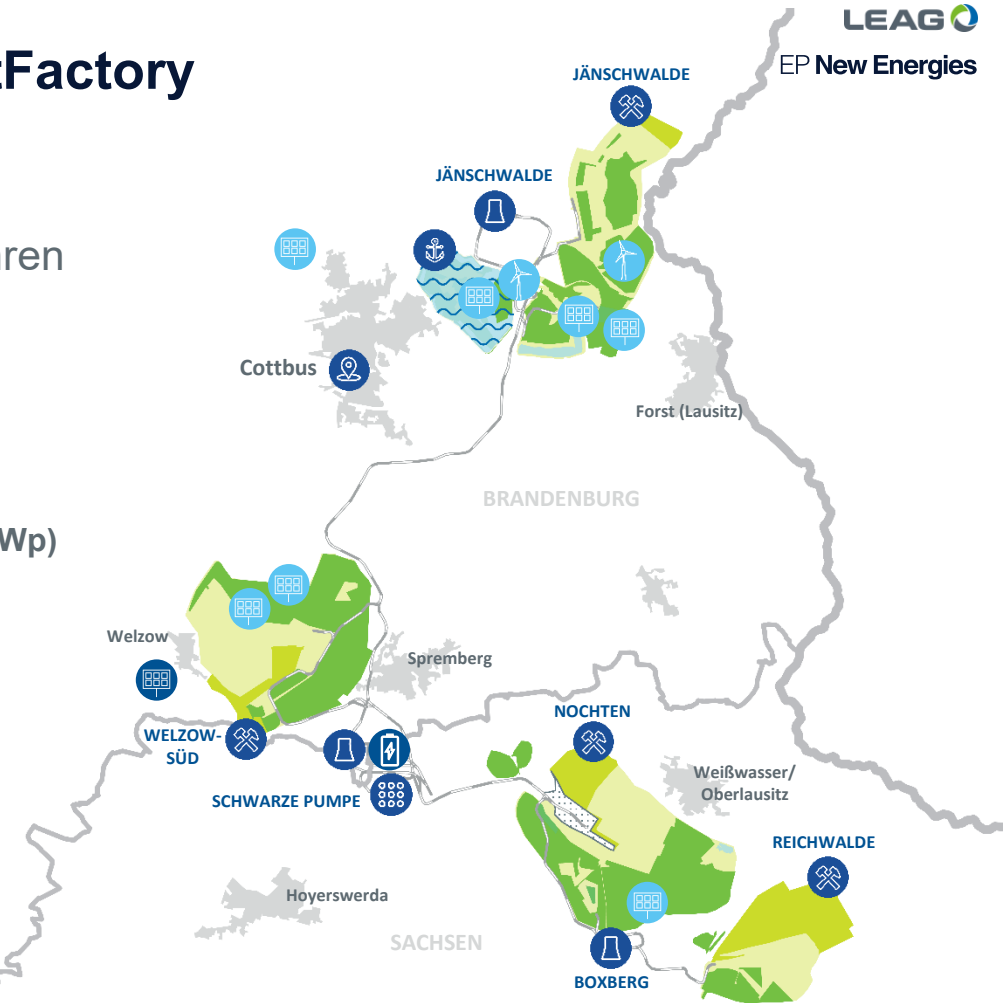 LEAG
EP New Energies
tFactory
JÄNSCHWALDE
JÄNSCHWALDE
ren
Cottbus
Forst (Lausitz)
BRANDENBURG
Wp)
Welzow
Spremberg
WELZOW-
SÜD
NOCHTEN
Weißwasser/
Oberlausitz
SCHWARZE PUMPE
REICHWALDE
Hoyerswerda
SACHSEN
BOXBERG